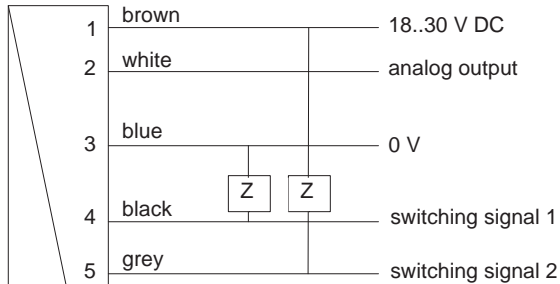 1 brown 18..30 V DC
2 white analog output
3 blue 0 V
Z Z
4 black switching signal 1
5 grey switching signal 2